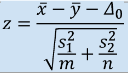 z = (x̄ − ȳ − Δ₀) / √(s₁²/m + s₂²/n)